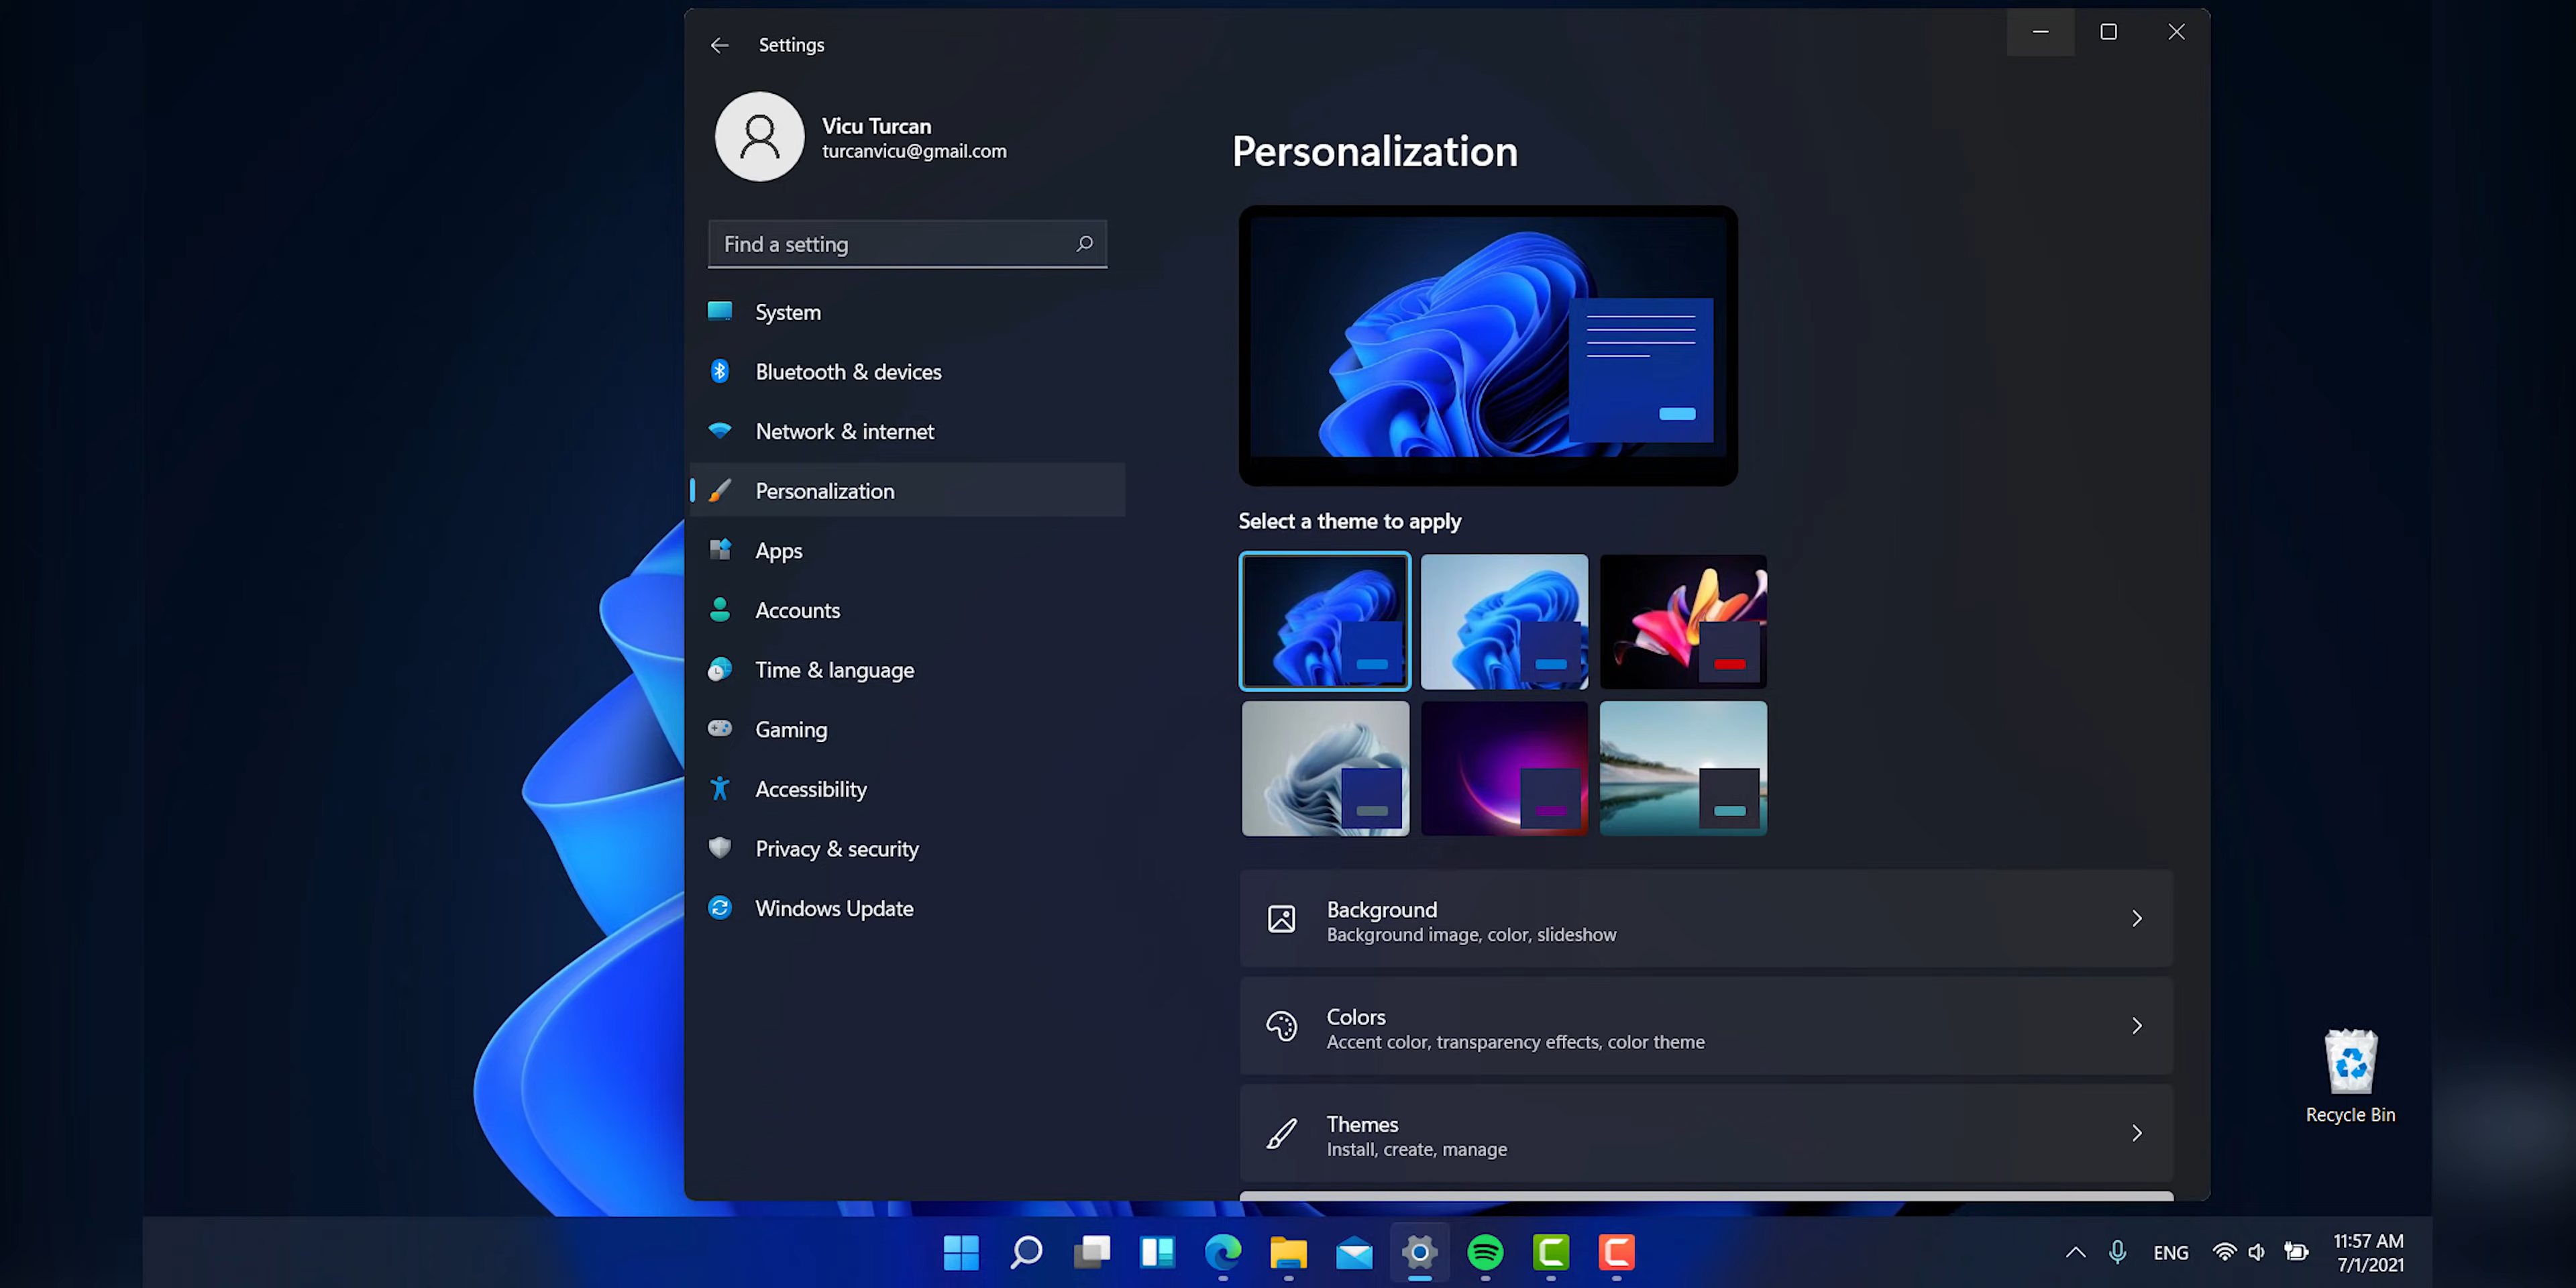 Settings
Vicu Turcan
turcanvicu@gmail.com
Find a setting
System
Bluetooth & devices
Network & internet
Personalization
Apps
Accounts
Time & language
Gaming
Accessibility
Privacy & security
Windows Update
Personalization
Select a theme to apply
Background
Background image, color, slideshow
Colors
Accent color, transparency effects, color theme
Themes
Install, create, manage
Recycle Bin
ENG
11:57 AM
7/1/2021